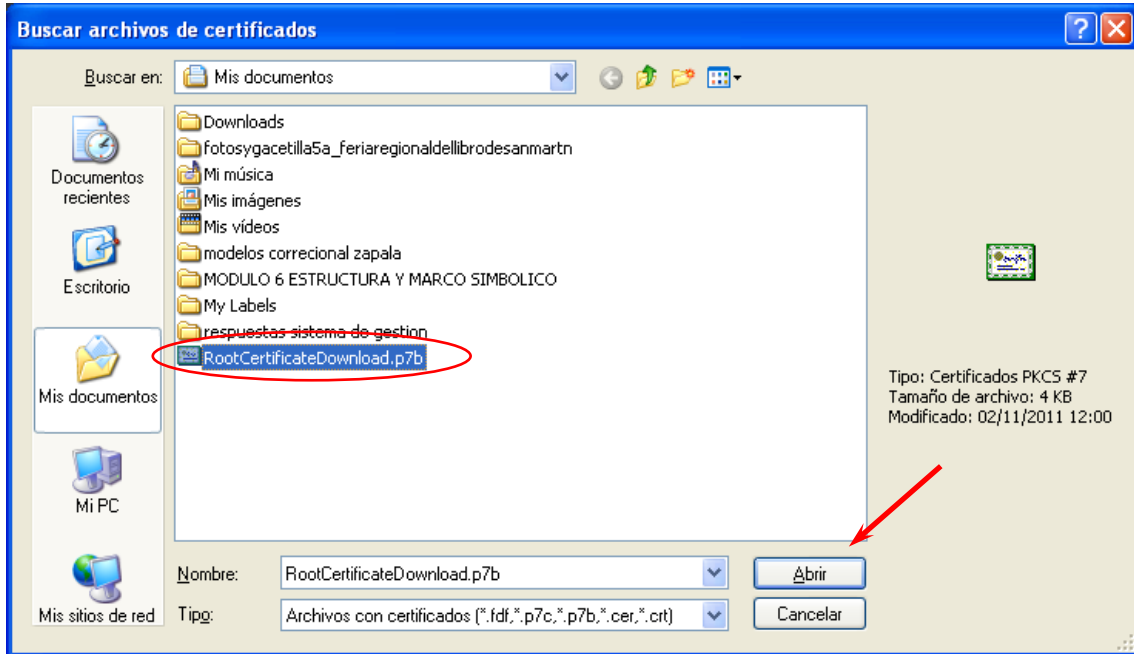 Buscar archivos de certificados
Buscar en:
Mis documentos
Documentos
recientes
Escritorio
Mis documentos
Mi PC
Mis sitios de red
Downloads
fotosygacetilla5a_feriaregionaldellibrodesanmartn
Mi música
Mis imágenes
Mis vídeos
modelos correcional zapala
MODULO 6 ESTRUCTURA Y MARCO SIMBOLICO
My Labels
respuestas sistema de gestion
RootCertificateDownload.p7b
Tipo: Certificados PKCS #7
Tamaño de archivo: 4 KB
Modificado: 02/11/2011 12:00
Nombre:
RootCertificateDownload.p7b
Abrir
Tipo:
Archivos con certificados (*.fdf,*.p7c,*.p7b,*.cer,*.crt)
Cancelar